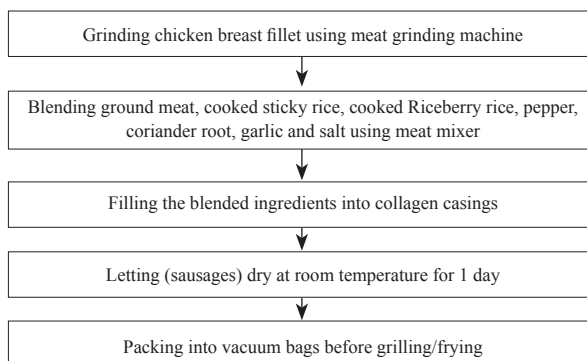 Grinding chicken breast fillet using meat grinding machine
Blending ground meat, cooked sticky rice, cooked Riceberry rice, pepper,
coriander root, garlic and salt using meat mixer
Filling the blended ingredients into collagen casings
Letting (sausages) dry at room temperature for 1 day
Packing into vacuum bags before grilling/frying